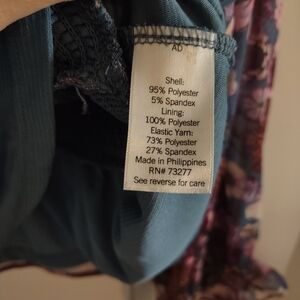 AD
Shell:
95% Polyester
5% Spandex
Lining:
100% Polyester
Elastic Yarn:
73% Polyester
27% Spandex
Made in Philippines
RN# 73277
See reverse for care